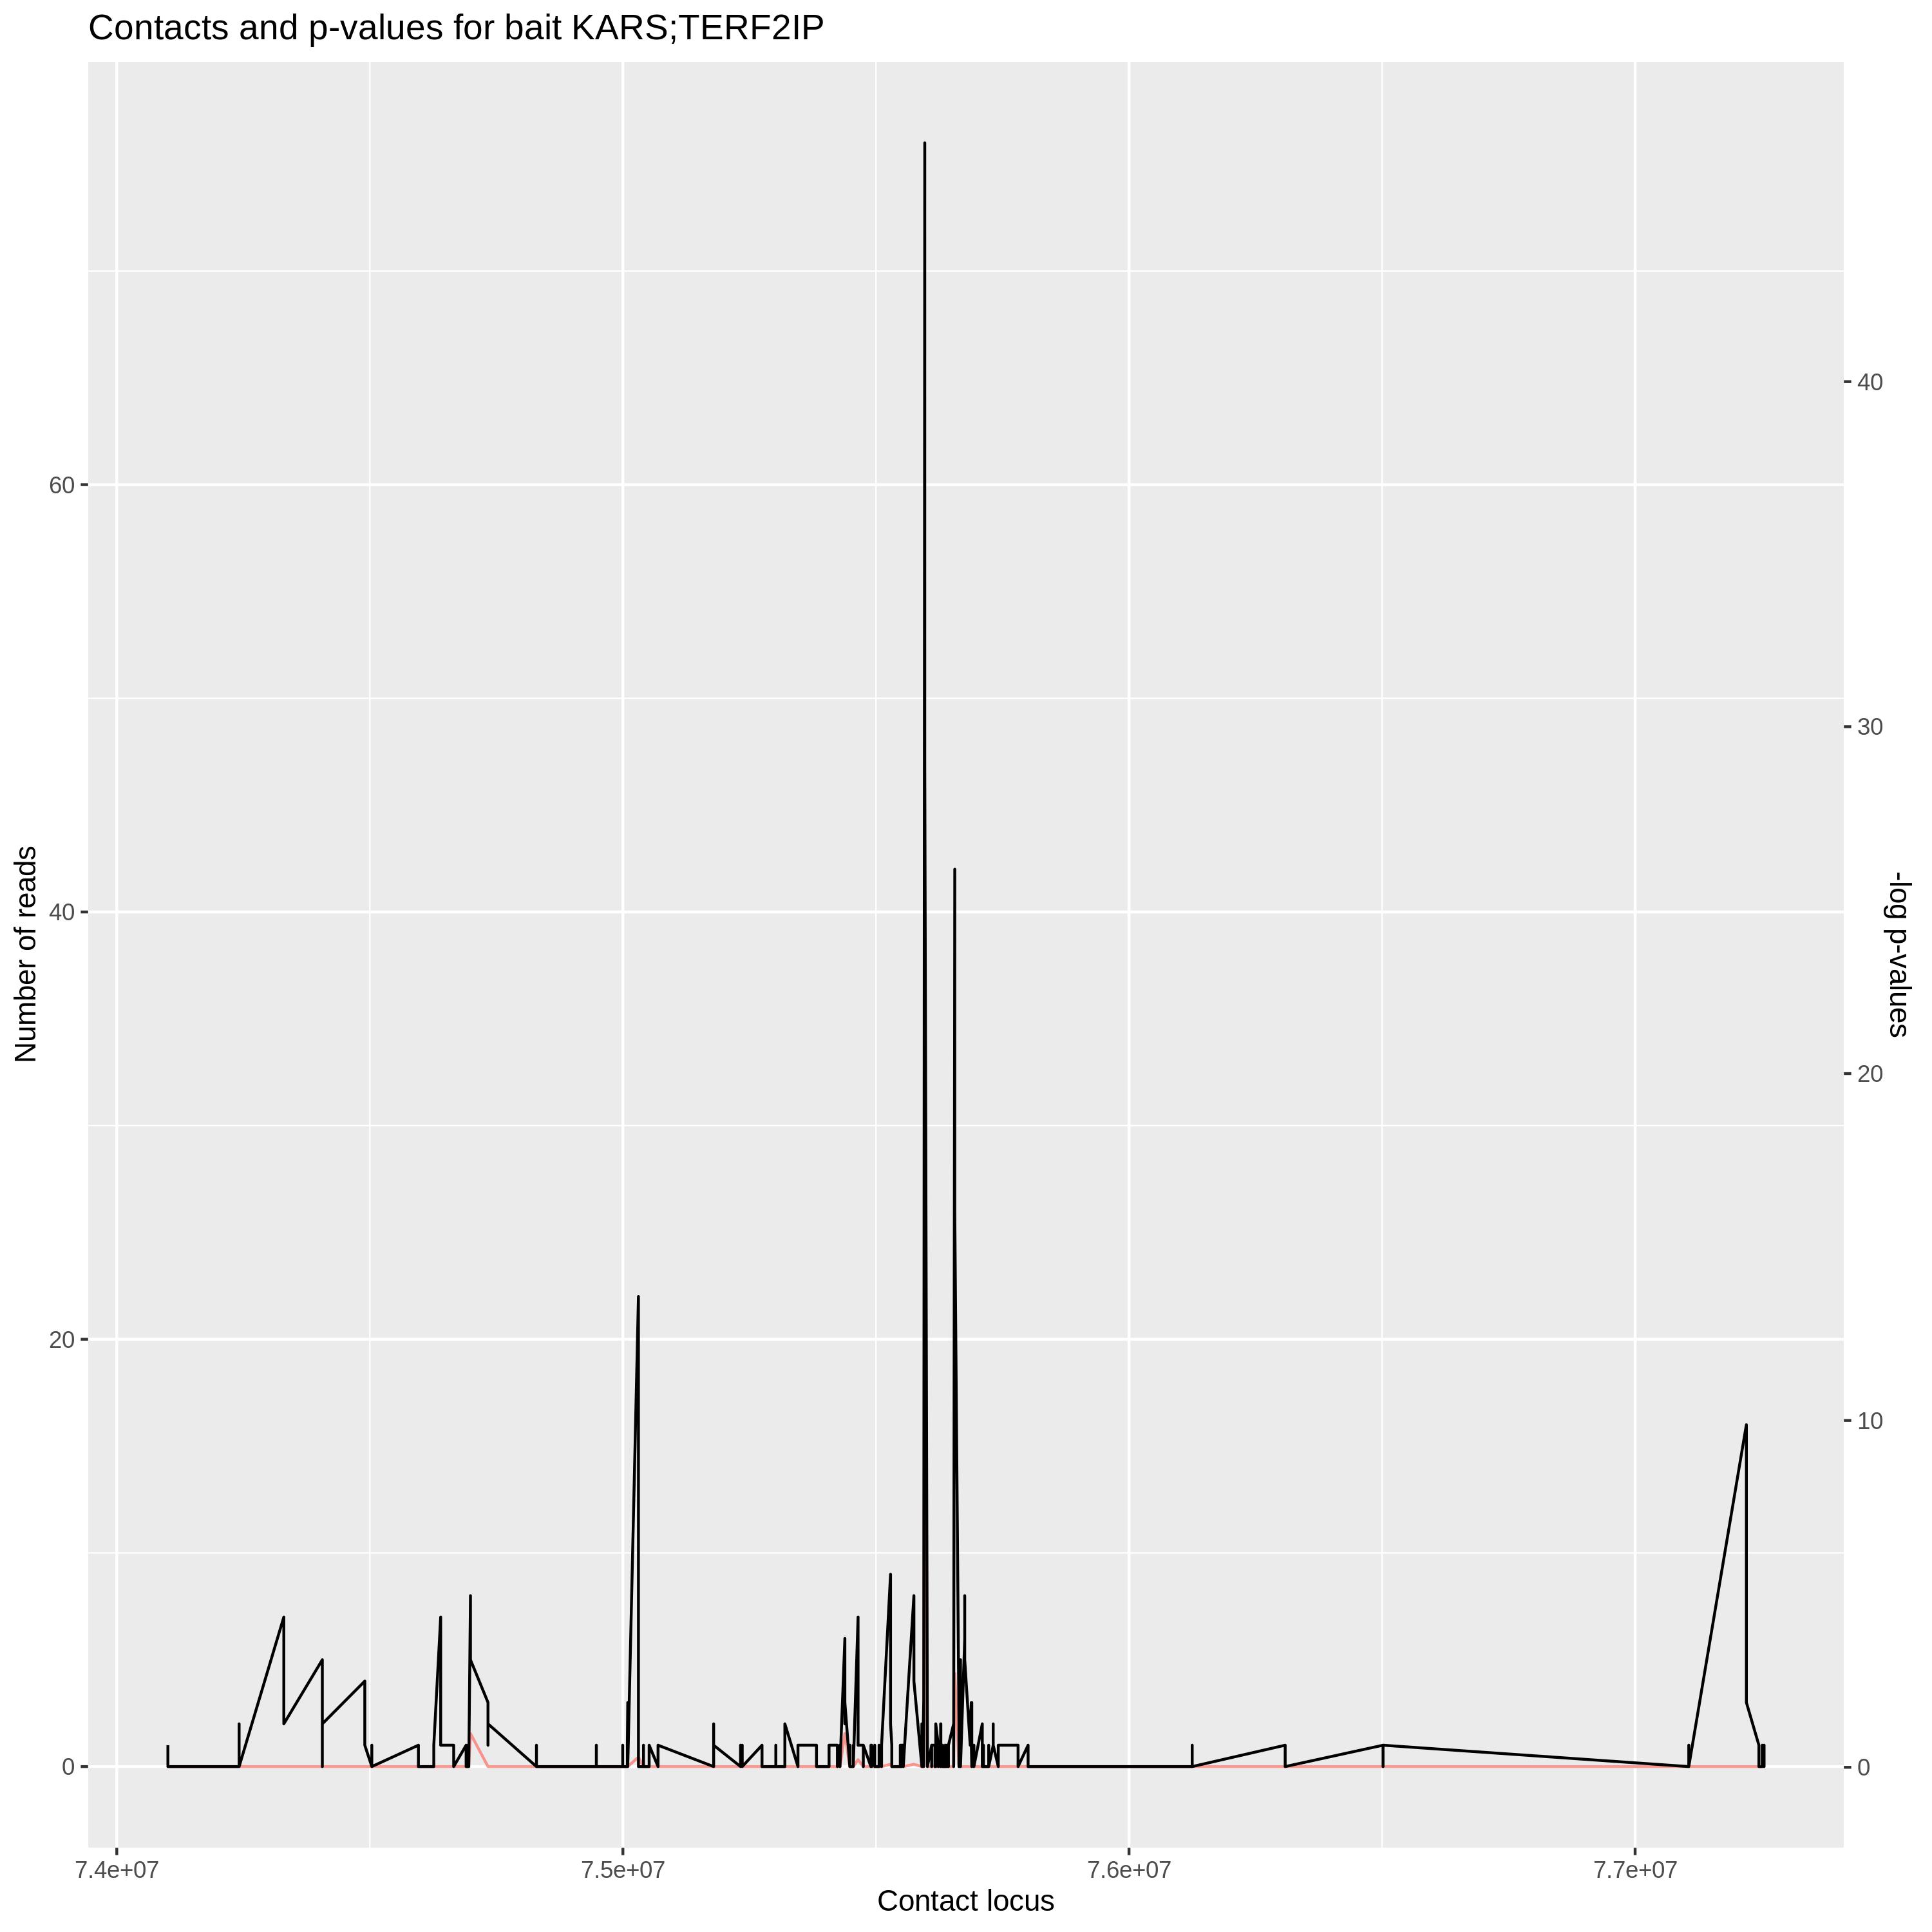 Contacts and p-values for bait KARS;TERF2IP
60
40
20
0
Number of reads
40
30
20
10
0
-log p-values
7.4e+07 7.5e+07 7.6e+07 7.7e+07
Contact locus